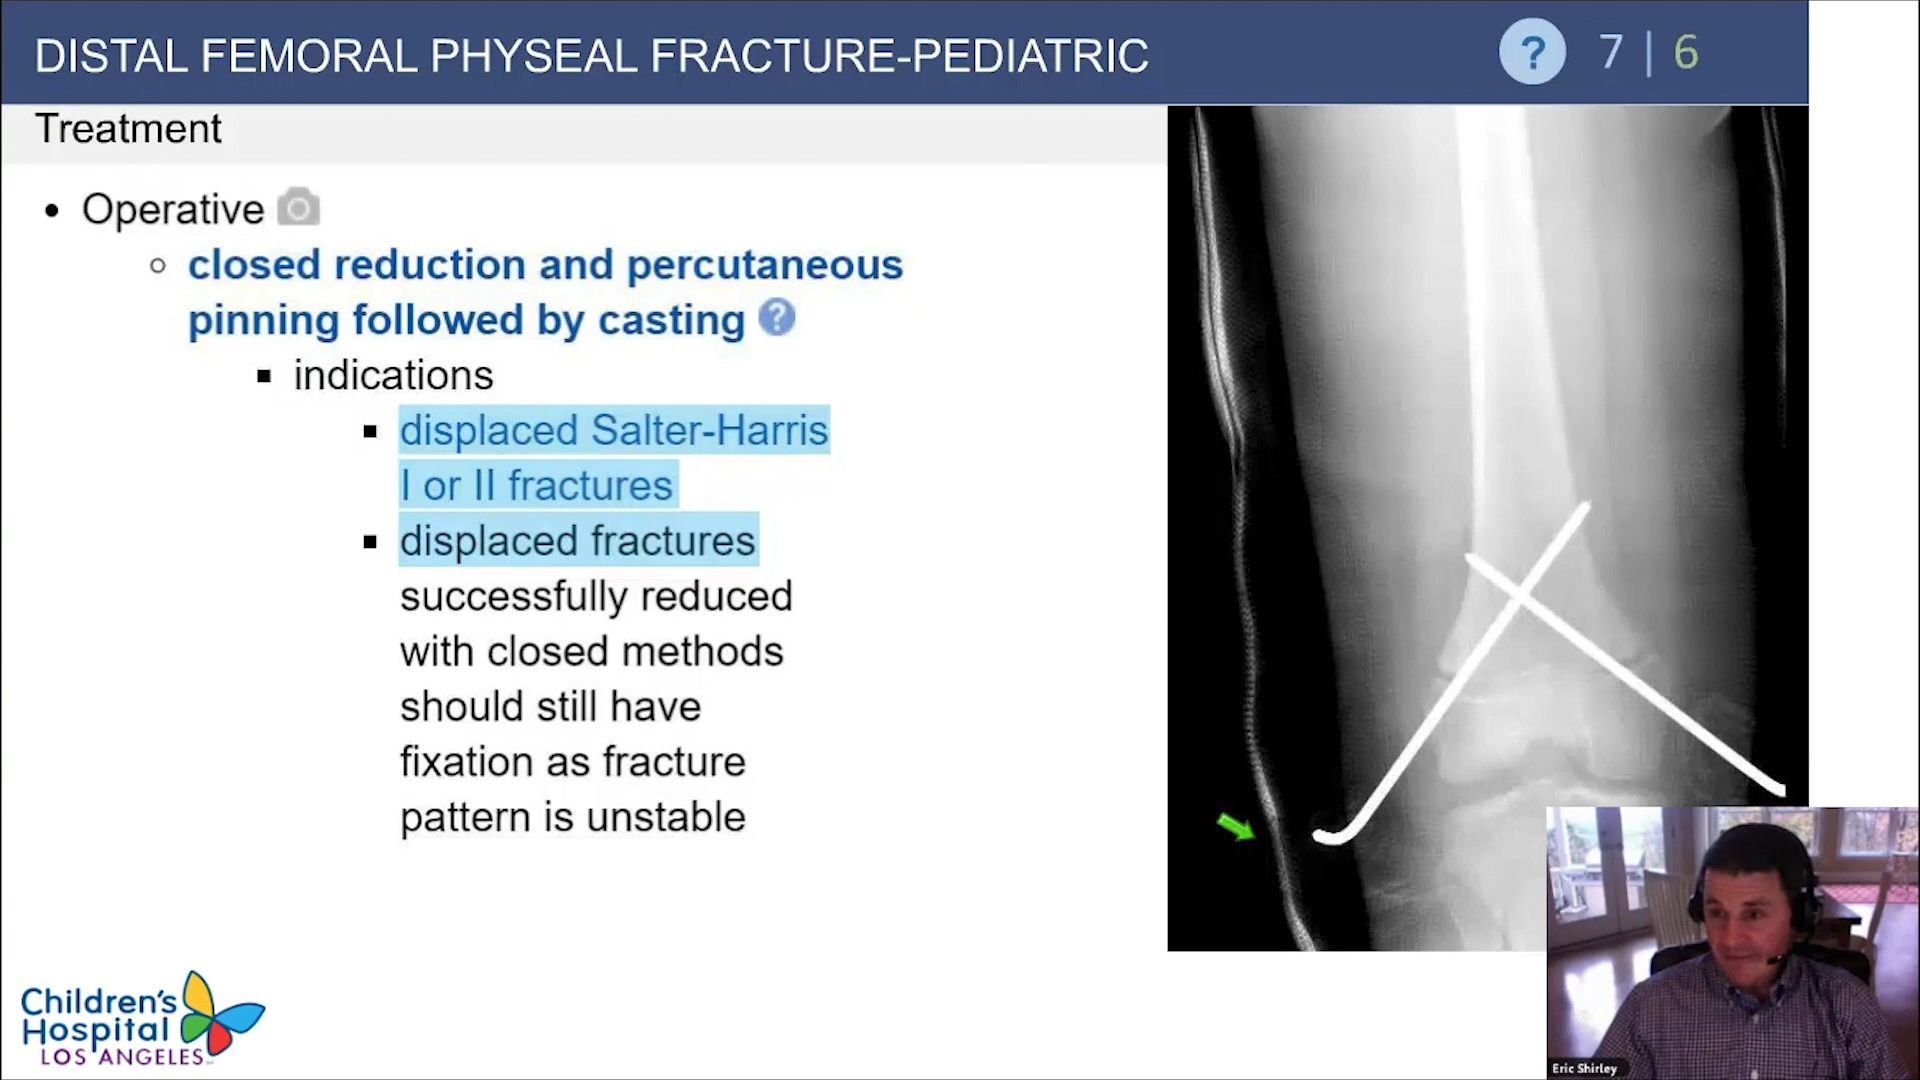 DISTAL FEMORAL PHYSEAL FRACTURE-PEDIATRIC
? 7 | 6
Treatment
• Operative
○ closed reduction and percutaneous
pinning followed by casting ?
▪ indications
▪ displaced Salter-Harris
I or II fractures
▪ displaced fractures
successfully reduced
with closed methods
should still have
fixation as fracture
pattern is unstable
Children's
Hospital
LOS ANGELES
Eric Shirley